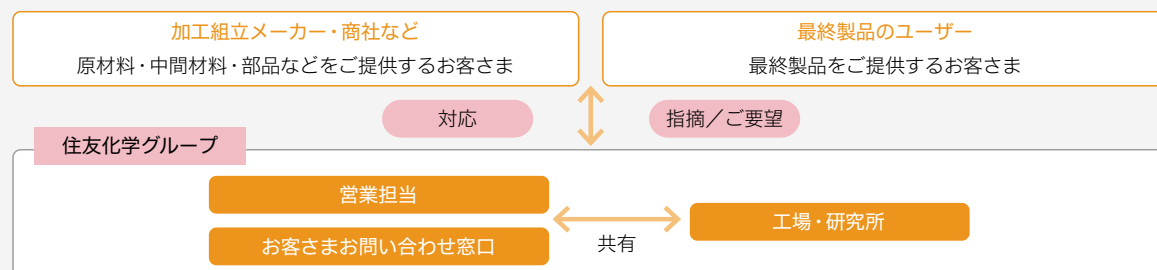 加工組立メーカー・商社など
原材料・中間材料・部品などをご提供するお客さま
最終製品のユーザー
最終製品をご提供するお客さま
対応
指摘／ご要望
住友化学グループ
営業担当
お客さまお問い合わせ窓口
共有
工場・研究所